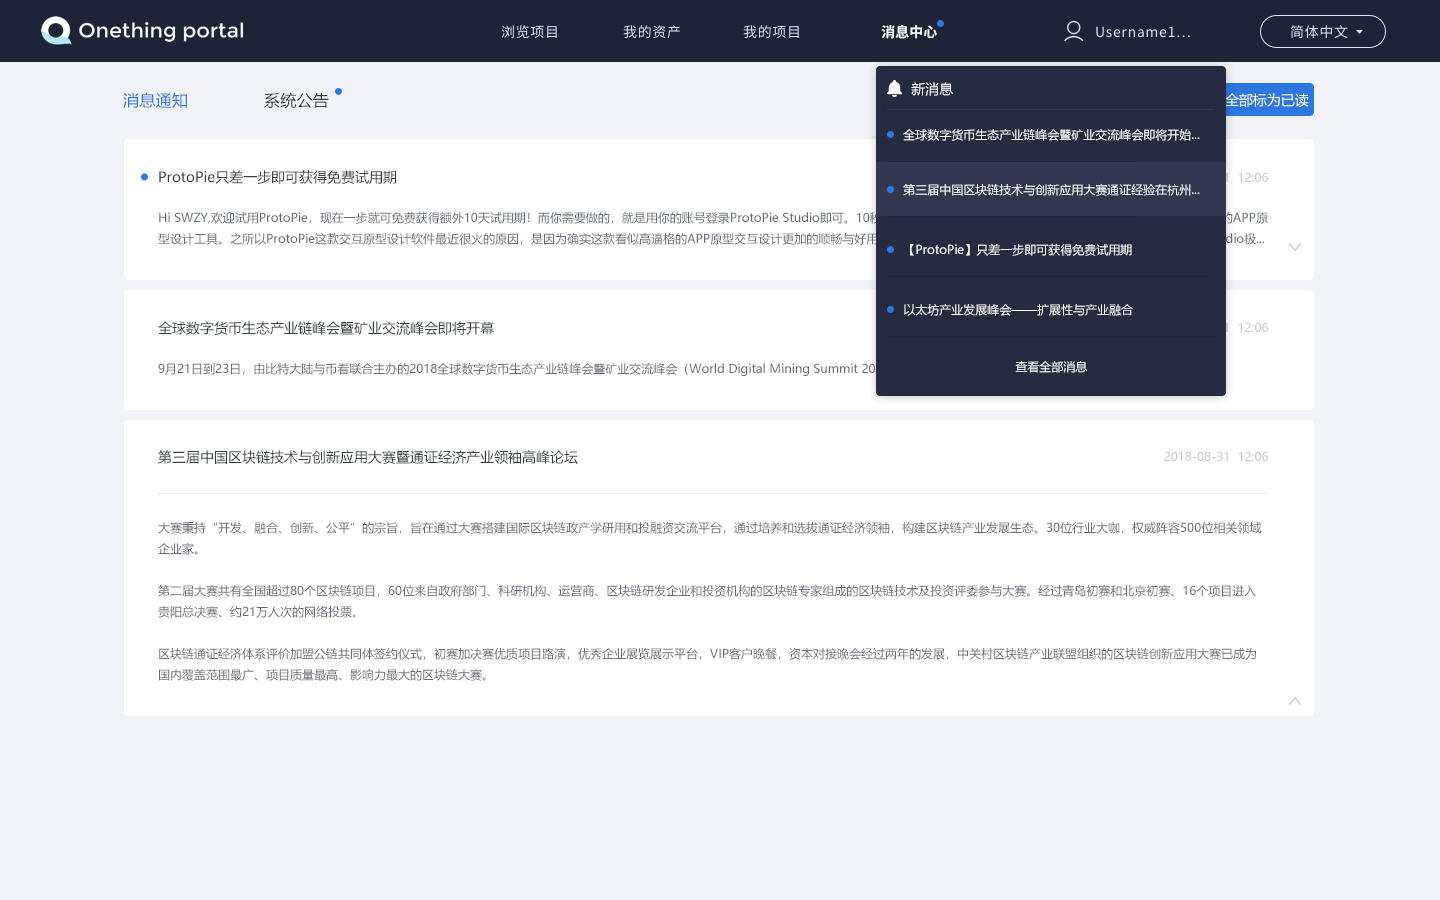 Onething portal
浏览项目
我的资产
我的项目
消息中心
Username1...
简体中文
消息通知
系统公告
全部标为已读
新消息
全球数字货币生态产业链峰会暨矿业交流峰会即将开始...
第三届中国区块链技术与创新应用大赛通证经验在杭州...
【ProtoPie】只差一步即可获得免费试用期
以太坊产业发展峰会——扩展性与产业融合
查看全部消息
ProtoPie只差一步即可获得免费试用期
12:06
Hi SWZY,欢迎试用ProtoPie，现在一步就可免费获得额外10天试用期！而你需要做的，就是用你的账号登录ProtoPie Studio即可。10秒 的APP原
型设计工具。之所以ProtoPie这款交互原型设计软件最近很火的原因，是因为确实这款看似高逼格的APP原型交互设计更加的顺畅与好用 dio极...
全球数字货币生态产业链峰会暨矿业交流峰会即将开幕
12:06
9月21日到23日，由比特大陆与币看联合主办的2018全球数字货币生态产业链峰会暨矿业交流峰会（World Digital Mining Summit 20
第三届中国区块链技术与创新应用大赛暨通证经济产业领袖高峰论坛
2018-08-31 12:06
大赛秉持“开发、融合、创新、公平”的宗旨，旨在通过大赛搭建国际区块链政产学研用和投融资交流平台，通过培养和选拔通证经济领袖，构建区块链产业发展生态。30位行业大咖，权威阵容500位相关领域
企业家。
第二届大赛共有全国超过80个区块链项目，60位来自政府部门、科研机构、运营商、区块链研发企业和投资机构的区块链专家组成的区块链技术及投资评委参与大赛。经过青岛初赛和北京初赛、16个项目进入
贵阳总决赛、约21万人次的网络投票。
区块链通证经济体系评价加盟公链共同体签约仪式，初赛加决赛优质项目路演，优秀企业展览展示平台，VIP客户晚餐，资本对接晚会经过两年的发展，中关村区块链产业联盟组织的区块链创新应用大赛已成为
国内覆盖范围最广、项目质量最高、影响力最大的区块链大赛。